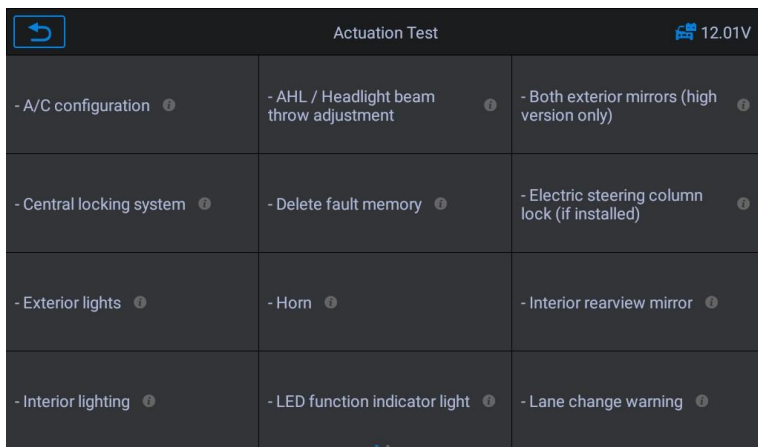 Actuation Test
12.01V
- A/C configuration
- AHL / Headlight beam
throw adjustment
- Both exterior mirrors (high
version only)
- Central locking system
- Delete fault memory
- Electric steering column
lock (if installed)
- Exterior lights
- Horn
- Interior rearview mirror
- Interior lighting
- LED function indicator light
- Lane change warning